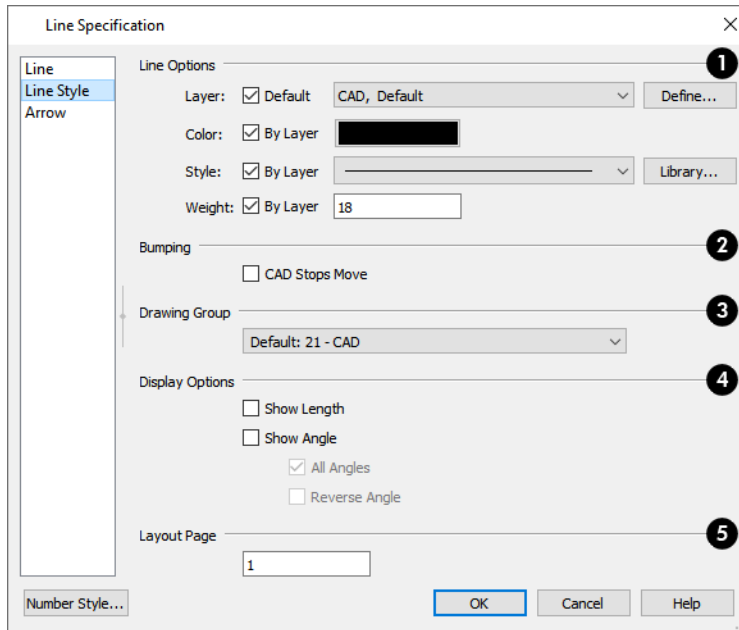 Line Specification
Line
Line Style
Arrow
Line Options 1
Layer: Default CAD, Default Define...
Color: By Layer
Style: By Layer Library...
Weight: By Layer 18
Bumping 2
CAD Stops Move
Drawing Group 3
Default: 21 - CAD
Display Options 4
Show Length
Show Angle
All Angles
Reverse Angle
Layout Page 5
1
Number Style... OK Cancel Help